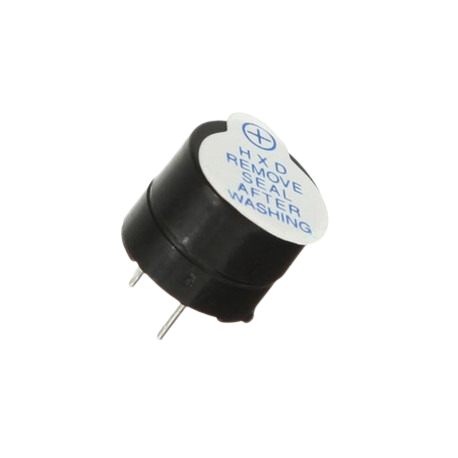 +
H X D
REMOVE
SEAL
AFTER
WASHING